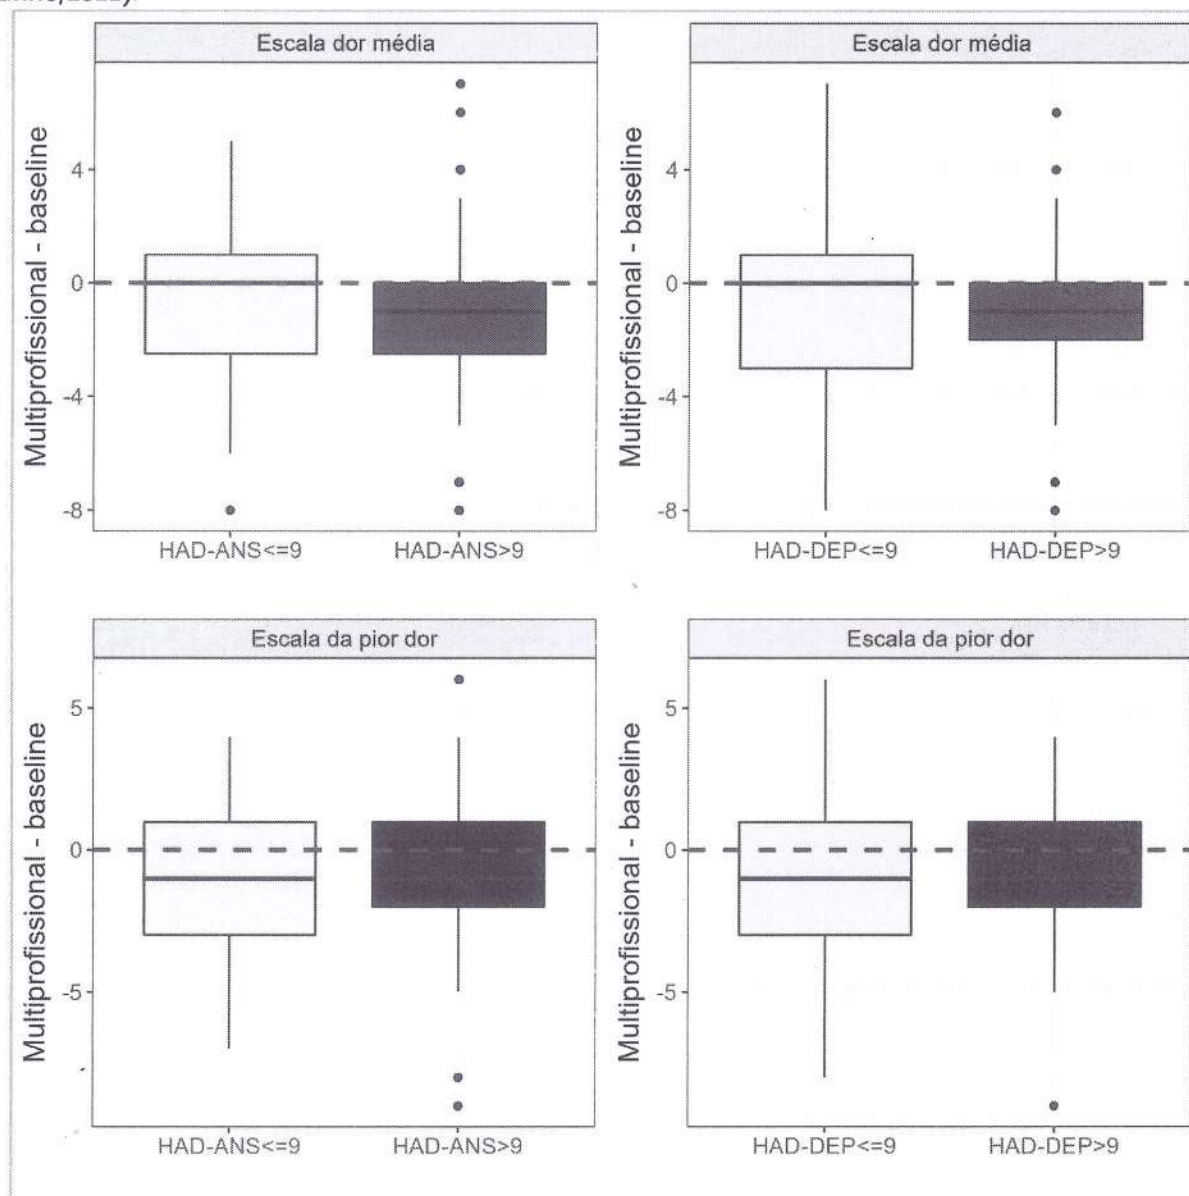 Escala dor média
Multiprofissional - baseline
4
0
-4
-8
HAD-ANS<=9 HAD-ANS>9
Escala dor média
Multiprofissional - baseline
4
0
-4
-8
HAD-DEP<=9 HAD-DEP>9
Escala da pior dor
Multiprofissional - baseline
5
0
-5
HAD-ANS<=9 HAD-ANS>9
Escala da pior dor
Multiprofissional - baseline
5
0
-5
HAD-DEP<=9 HAD-DEP>9